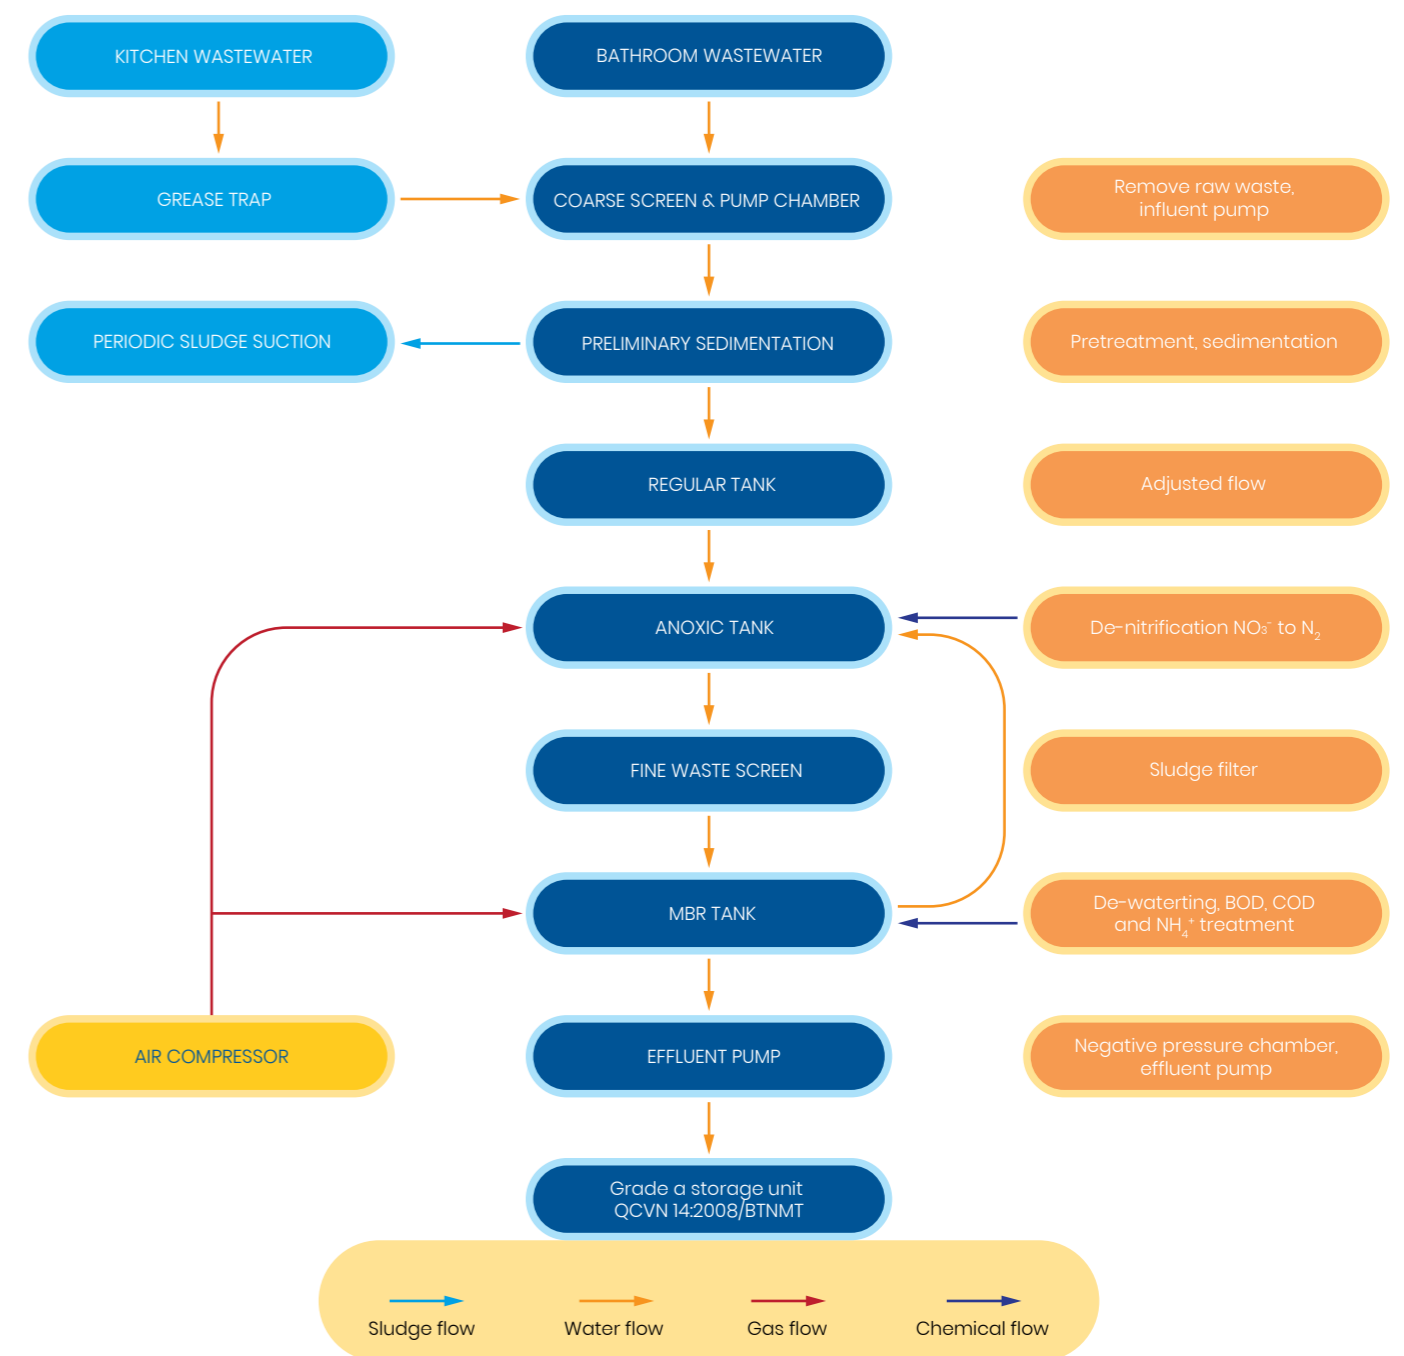 KITCHEN WASTEWATER
BATHROOM WASTEWATER
GREASE TRAP
COARSE SCREEN & PUMP CHAMBER
Remove raw waste,
influent pump
PERIODIC SLUDGE SUCTION
PRELIMINARY SEDIMENTATION
Pretreatment, sedimentation
REGULAR TANK
Adjusted flow
ANOXIC TANK
De-nitrification NO₃⁻ to N₂
FINE WASTE SCREEN
Sludge filter
MBR TANK
De-waterting, BOD, COD
and NH₄⁺ treatment
AIR COMPRESSOR
EFFLUENT PUMP
Negative pressure chamber,
effluent pump
Grade a storage unit
QCVN 14:2008/BTNMT
Sludge flow
Water flow
Gas flow
Chemical flow